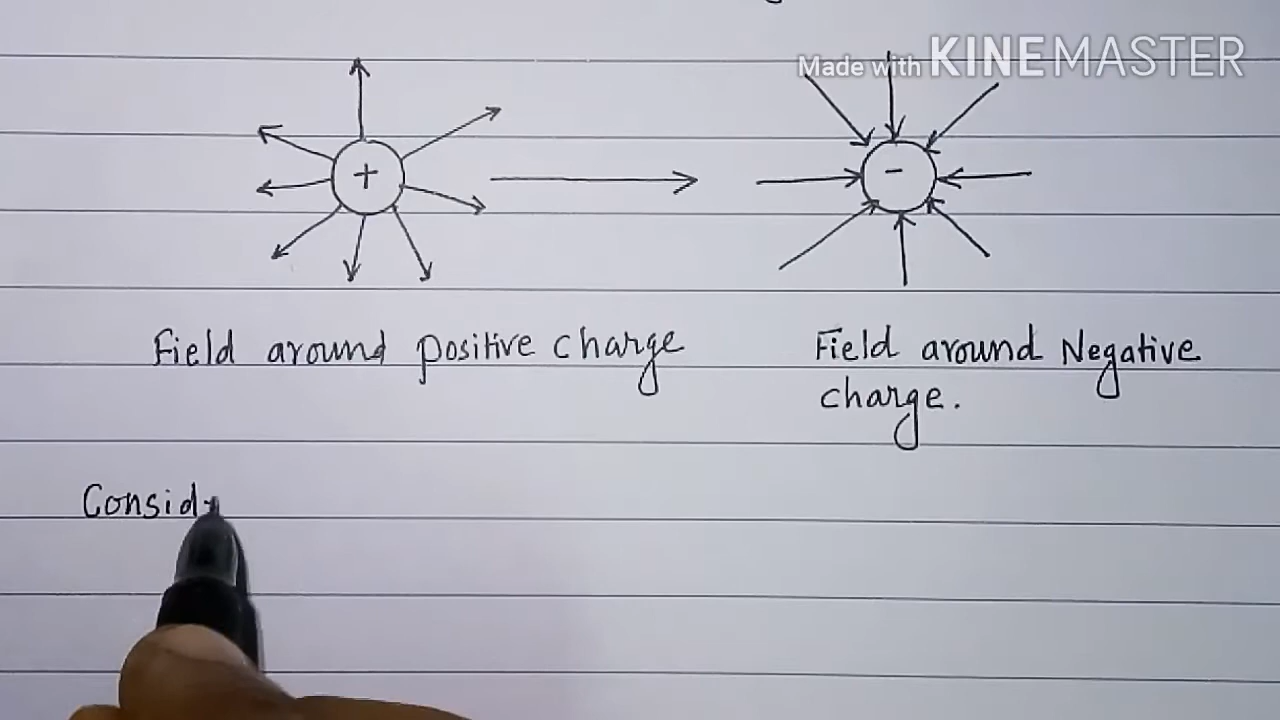 Made with KINEMASTER
+
-
Field around positive charge
Field around Negative
charge.
Consid